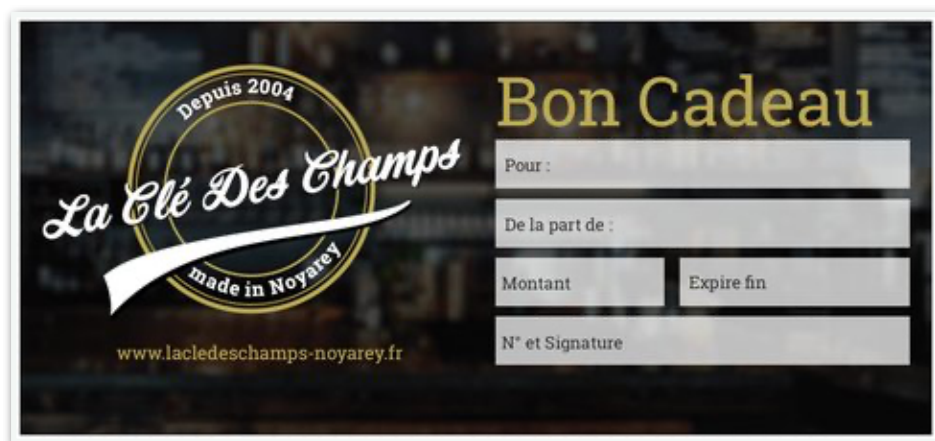 Depuis 2004
La Clé Des Champs
made in Noyarey
www.lacledeschamps-noyarey.fr
Bon Cadeau
Pour :
De la part de :
Montant
Expire fin
N° et Signature